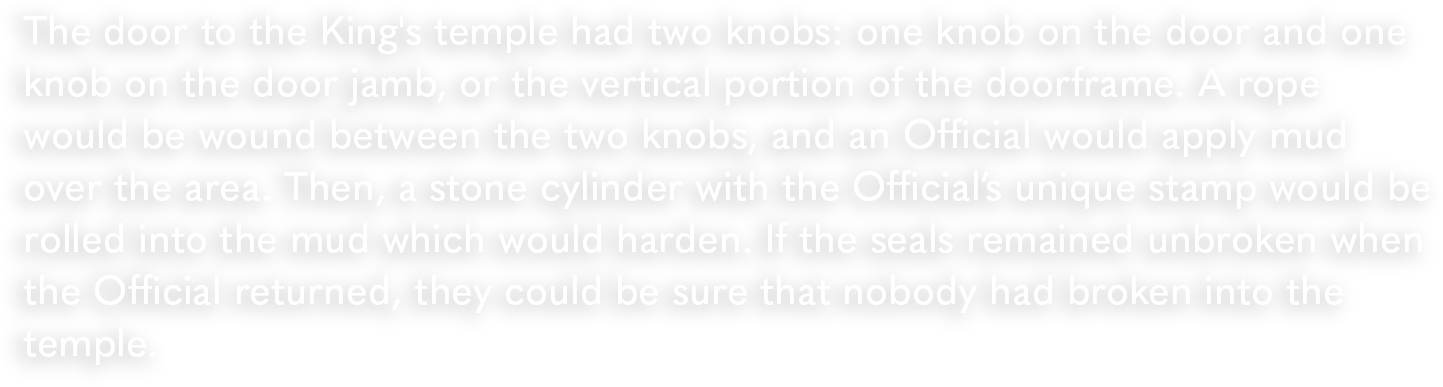 The door to the King's temple had two knobs: one knob on the door and one
knob on the door jamb, or the vertical portion of the doorframe. A rope
would be wound between the two knobs, and an Official would apply mud
over the area. Then, a stone cylinder with the Official’s unique stamp would be
rolled into the mud which would harden. If the seals remained unbroken when
the Official returned, they could be sure that nobody had broken into the
temple.